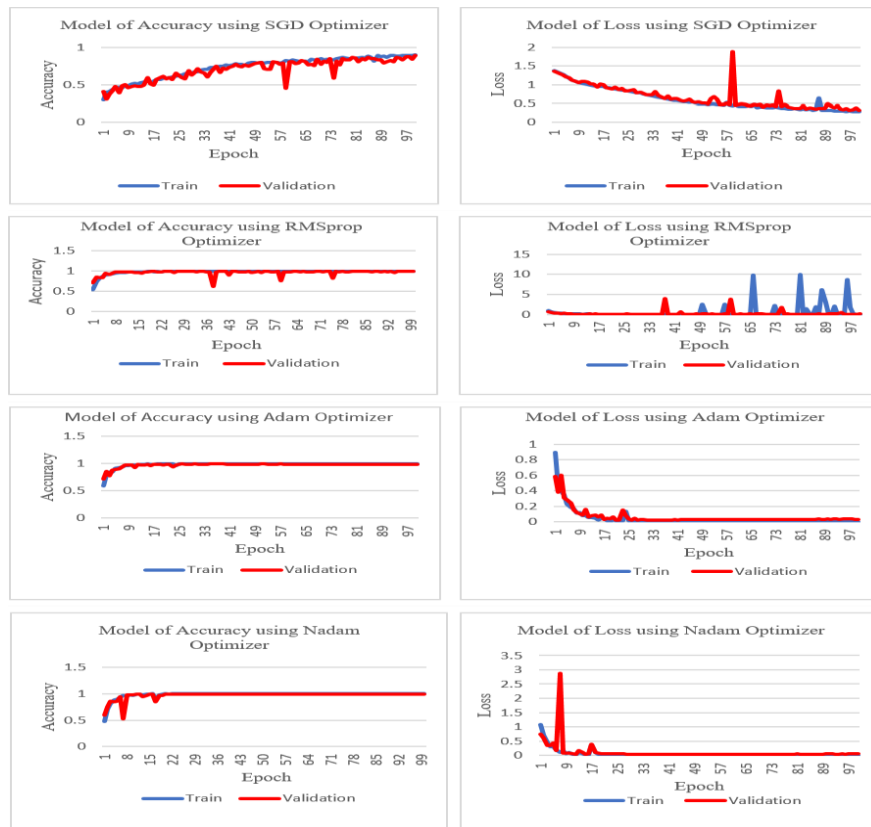 Model of Accuracy using SGD Optimizer
1
0.5
0
Accuracy
1 9 17 25 33 41 49 57 65 73 81 89 97
Epoch
Train Validation
Model of Loss using SGD Optimizer
2
1.5
1
0.5
0
Loss
1 9 17 25 33 41 49 57 65 73 81 89 97
Epoch
Train Validation
Model of Accuracy using RMSprop
Optimizer
1.5
1
0.5
0
Accuracy
1 8 15 22 29 36 43 50 57 64 71 78 85 92 99
Epoch
Train Validation
Model of Loss using RMSprop
Optimizer
15
10
5
0
Loss
1 9 17 25 33 41 49 57 65 73 81 89 97
Epoch
Train Validation
Model of Accuracy using Adam Optimizer
1.5
1
0.5
0
Accuracy
1 9 17 25 33 41 49 57 65 73 81 89 97
Epoch
Train Validation
Model of Loss using Adam Optimizer
1
0.8
0.6
0.4
0.2
0
Loss
1 9 17 25 33 41 49 57 65 73 81 89 97
Epoch
Train Validation
Model of Accuracy using Nadam
Optimizer
1.5
1
0.5
0
Accuracy
1 8 15 22 29 36 43 50 57 64 71 78 85 92 99
Epoch
Train Validation
Model of Loss using Nadam Optimizer
3.5
3
2.5
2
1.5
1
0.5
0
Loss
1 9 17 25 33 41 49 57 65 73 81 89 97
Epoch
Train Validation